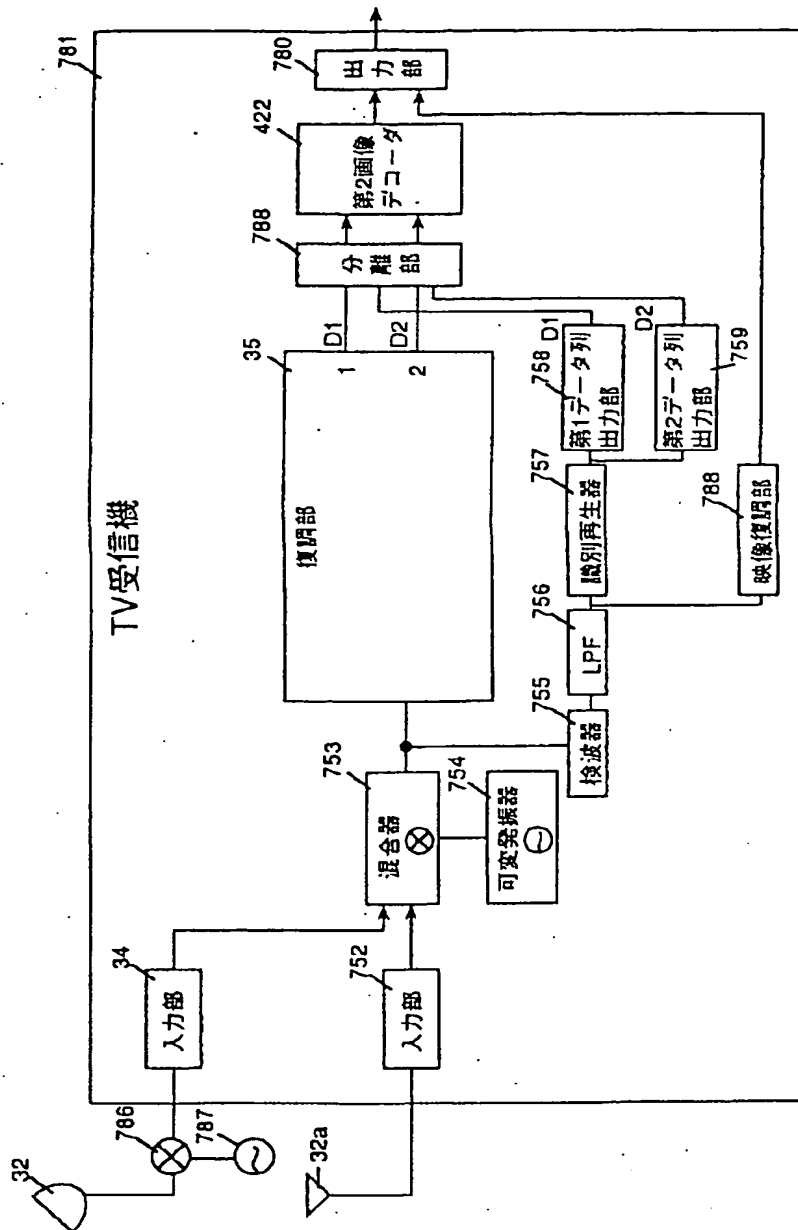 TV受信機
781
32
786
787
34
入力部
32a
752
入力部
753
混合器
754
可変発振器
35
復調部
1
2
D1
D2
788
分離部
422
第2画像
デコーダ
780
出力部
755
検波器
756
LPF
757
識別再生器
758
第1データ列
出力部
D1
759
第2データ列
出力部
D2
788
映像復調部